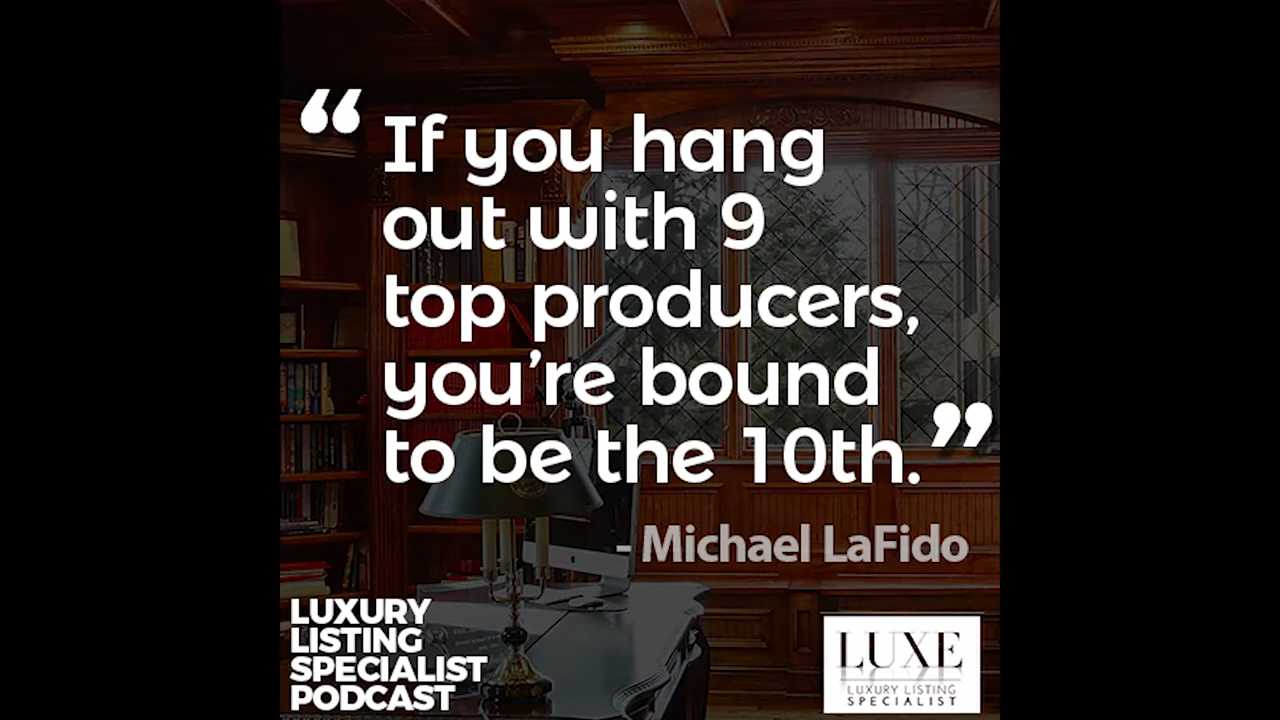 “ If you hang
out with 9
top producers,
you’re bound
to be the 10th. ”
- Michael LaFido
LUXURY
LISTING
SPECIALIST
PODCAST
LUXE
LUXURY LISTING
SPECIALIST